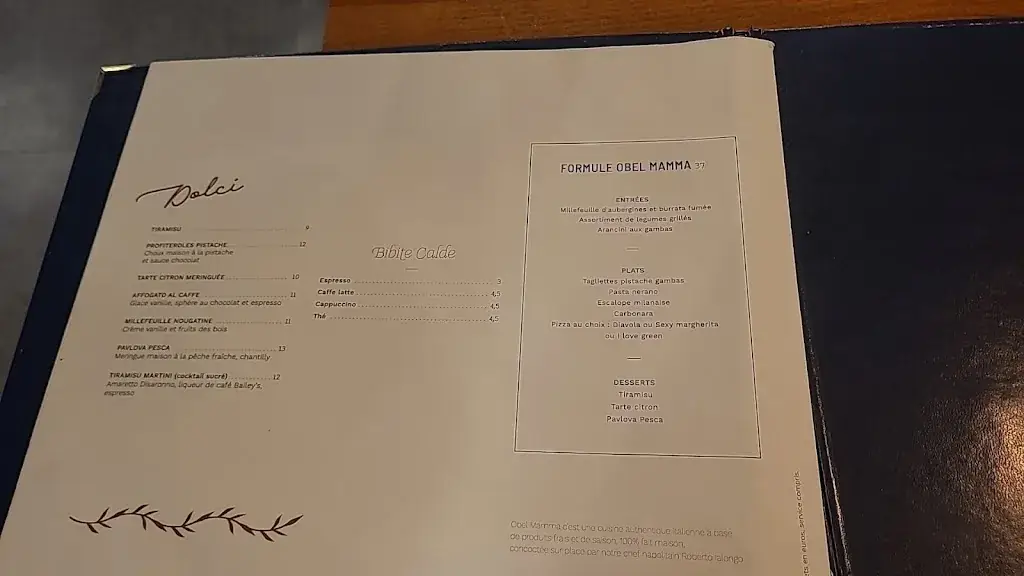 Dolci
TIRAMISU 9
PROFITEROLES PISTACHE 12
Choux maison à la pistache
et sauce chocolat
TARTE CITRON MERINGUÉE 10
AFFOGATO AL CAFFE 11
Glace vanille, sphère au chocolat et espresso
MILLEFEUILLE NOUGATINE 11
Crème vanille et fruits des bois
PAVLOVA PESCA 13
Meringue maison à la pêche fraîche, chantilly
TIRAMISU MARTINI (cocktail sucré) 12
Amaretto Disaronno, liqueur de café Bailey's,
espresso
Bibite Calde
Espresso 3
Caffe latte 4,5
Cappuccino 4,5
Thé 4,5
FORMULE OBEL MAMMA 37
ENTRÉES
Millefeuille d'aubergines et burrata fumée
Assortiment de legumes grillés
Arancini aux gambas
PLATS
Tagliettes pistache gambas
Pasta nerano
Escalope milanaise
Carbonara
Pizza au choix : Diavola ou Sexy margherita
ou I love green
DESSERTS
Tiramisu
Tarte citron
Pavlova Pesca
Obel Mamma c'est une cuisine authentique italienne à base
de produits frais et de saison, 100% fait maison,
concoctée sur place par notre chef napolitain Roberto Ialongo
en euros, service compris.